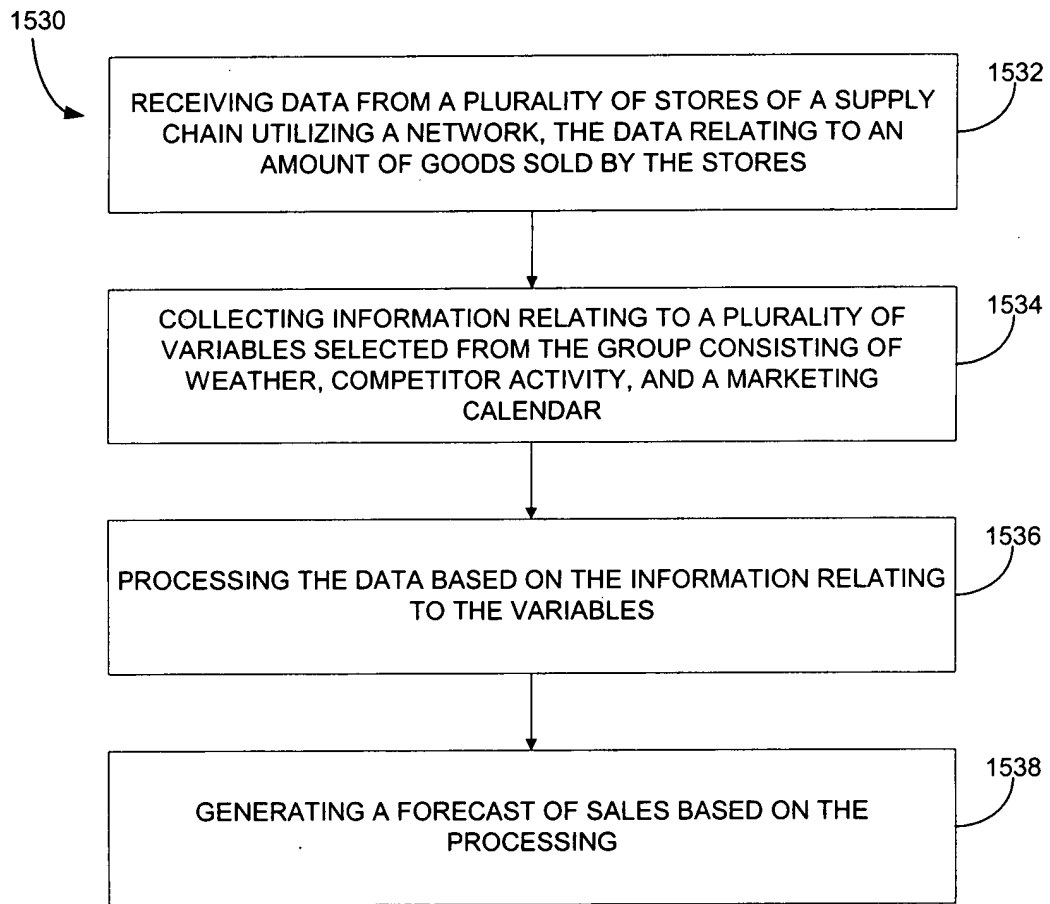 1530
1532
RECEIVING DATA FROM A PLURALITY OF STORES OF A SUPPLY
CHAIN UTILIZING A NETWORK, THE DATA RELATING TO AN
AMOUNT OF GOODS SOLD BY THE STORES
1534
COLLECTING INFORMATION RELATING TO A PLURALITY OF
VARIABLES SELECTED FROM THE GROUP CONSISTING OF
WEATHER, COMPETITOR ACTIVITY, AND A MARKETING
CALENDAR
1536
PROCESSING THE DATA BASED ON THE INFORMATION RELATING
TO THE VARIABLES
1538
GENERATING A FORECAST OF SALES BASED ON THE
PROCESSING